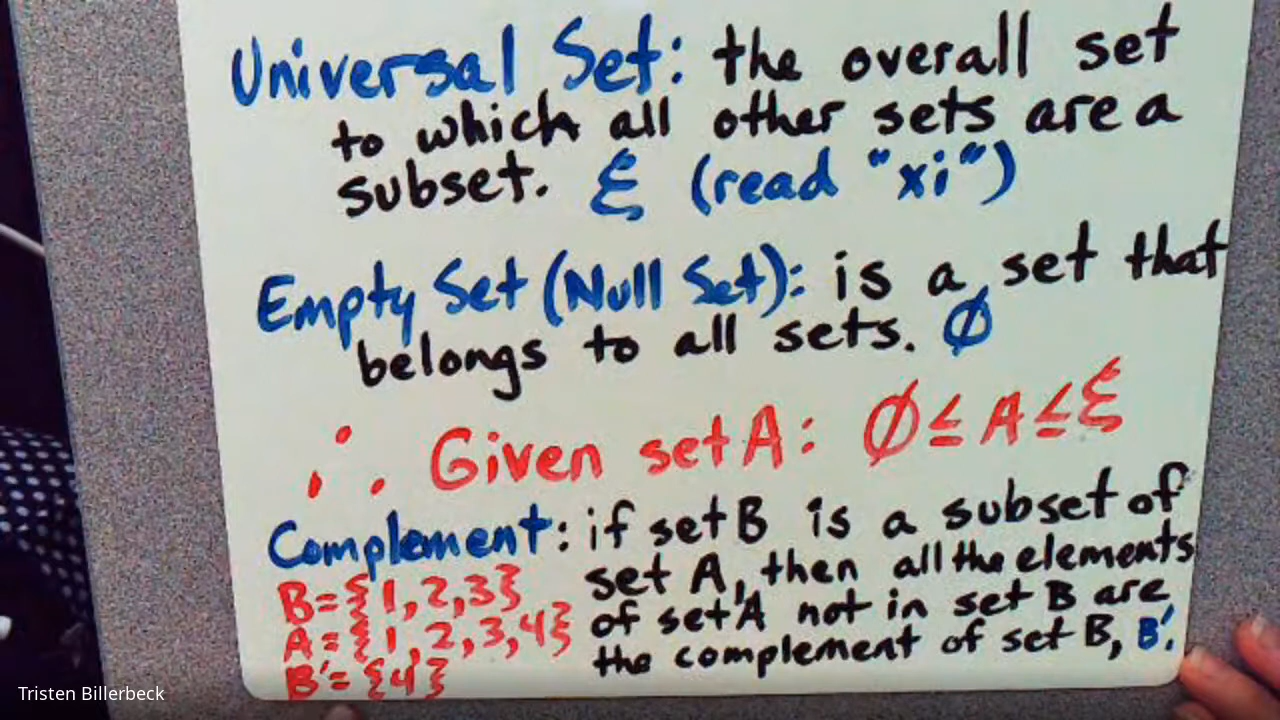 Universal Set: the overall set
to which all other sets are a
subset. ξ (read "xi")
Empty Set (Null Set): is a set that
belongs to all sets. ∅
∴ Given set A: ∅ ≤ A ≤ ξ
Complement: if set B is a subset of
set A, then all the elements
of set A not in set B are
the complement of set B, B'.
B={1,2,3}
A={1,2,3,4}
B'={4}
Tristen Billerbeck